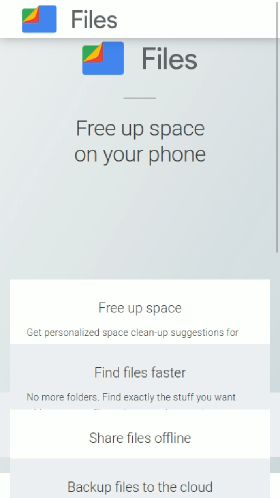 Files
Files
Free up space
on your phone
Free up space
Get personalized space clean-up suggestions for
Find files faster
No more folders. Find exactly the stuff you want
Share files offline
Backup files to the cloud